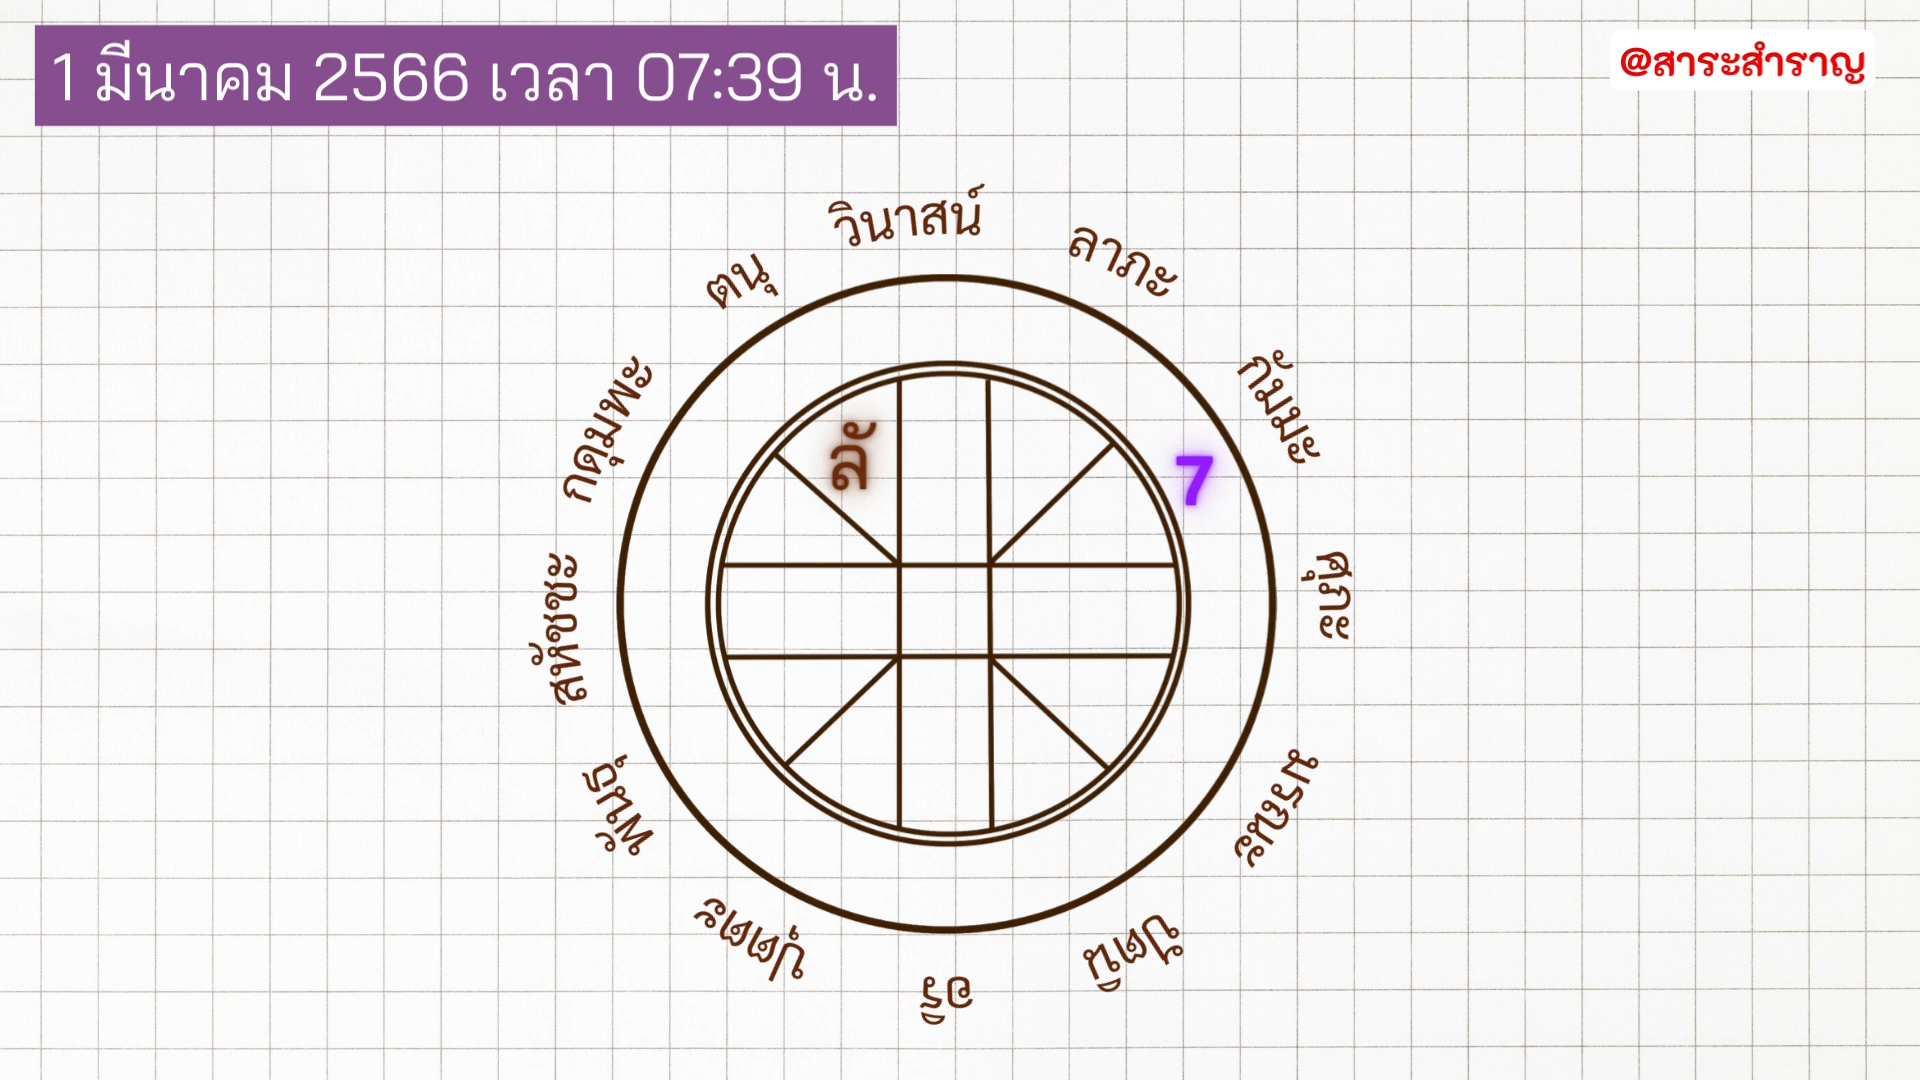 1 มีนาคม 2566 เวลา 07:39 น.
@สาระสำราญ
วินาสน์
ลาภะ
กัมมะ
ศุภะ
มรณะ
ปัตนิ
อริ
ปุตตะ
พันธุ์
สหัชชะ
กดุมพะ
ตนุ
ลั
7